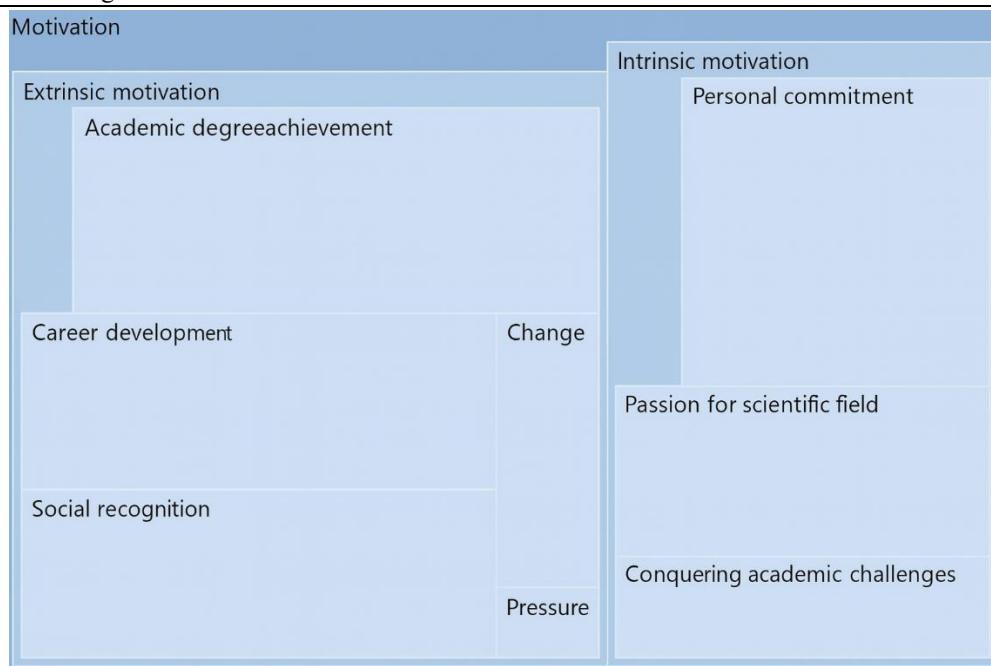 Motivation
Extrinsic motivation
Academic degreeachievement
Career development
Change
Social recognition
Pressure
Intrinsic motivation
Personal commitment
Passion for scientific field
Conquering academic challenges